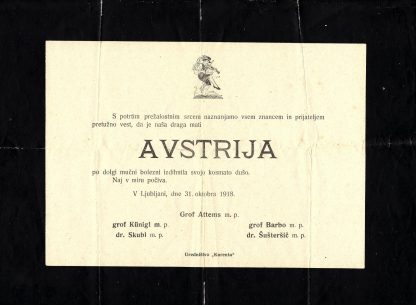 S potrtim prežalostnim srcem naznanjamo vsem znancem in prijateljem
pretužno vest, da je naša draga mati
AVSTRIJA
po dolgi mučni bolezni izdihnila svojo kosmato dušo.
Naj v miru počiva.
V Ljubljani, dne 31. oktobra 1918.
Grof Attems m. p.
grof Künigl m. p. grof Barbo m. p.
dr. Skubl m. p. dr. Šušteršič m. p.
Uredništvo „Kurenta“